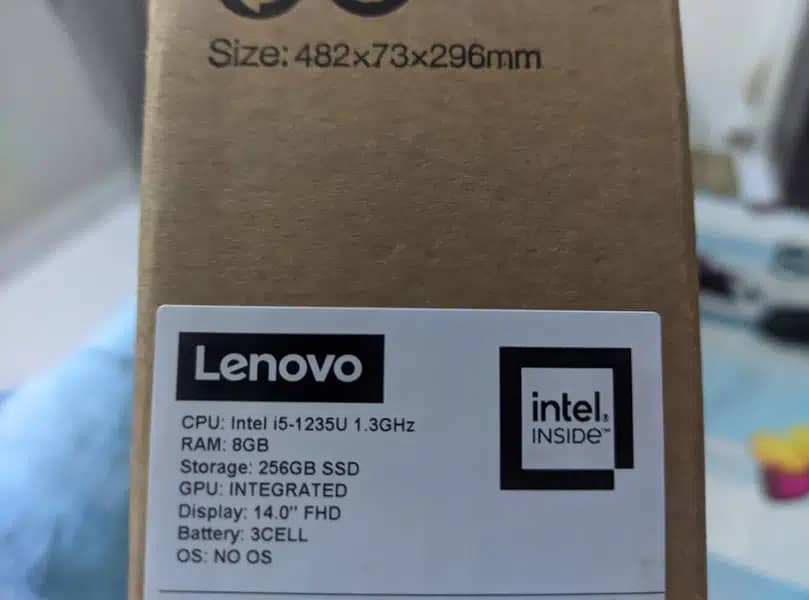 Size: 482x73x296mm
Lenovo
CPU: Intel i5-1235U 1.3GHz
RAM: 8GB
Storage: 256GB SSD
GPU: INTEGRATED
Display: 14.0" FHD
Battery: 3CELL
OS: NO OS
intel.
INSIDE™